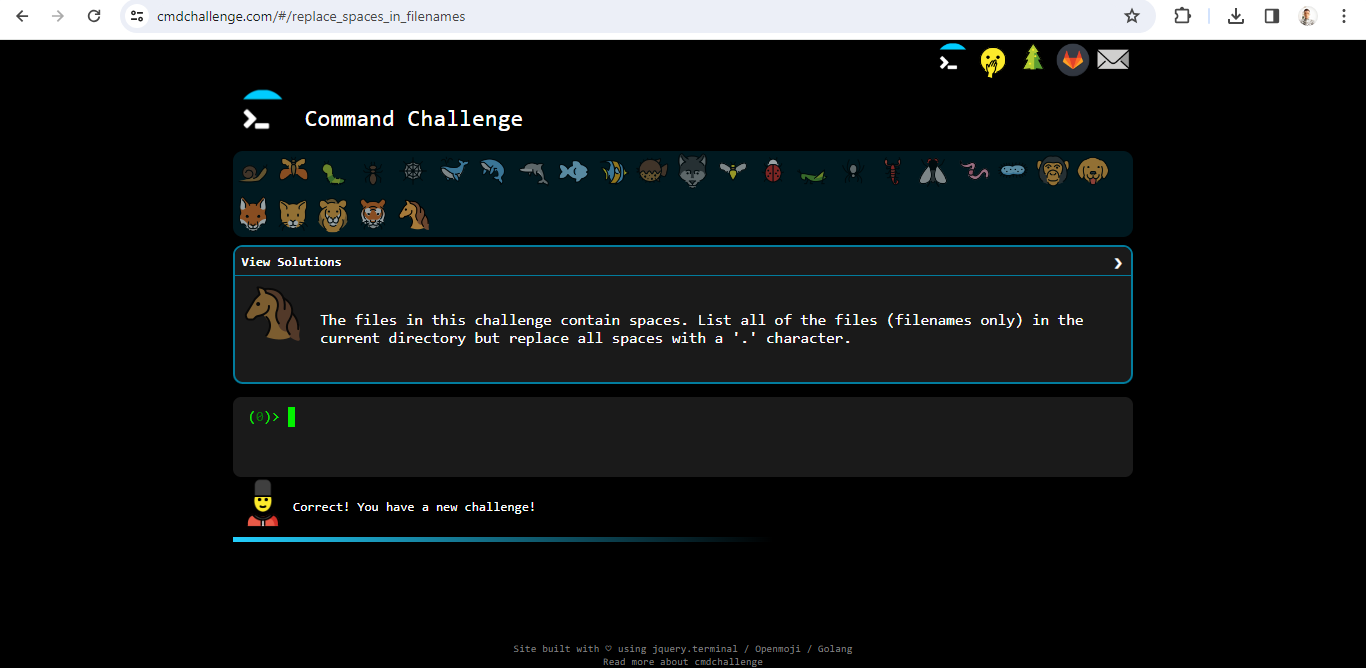 cmdchallenge.com/#/replace_spaces_in_filenames
Command Challenge
View Solutions
The files in this challenge contain spaces. List all of the files (filenames only) in the
current directory but replace all spaces with a '.' character.
(0)>
Correct! You have a new challenge!
Site built with ♡ using jquery.terminal / Openmoji / Golang
Read more about cmdchallenge